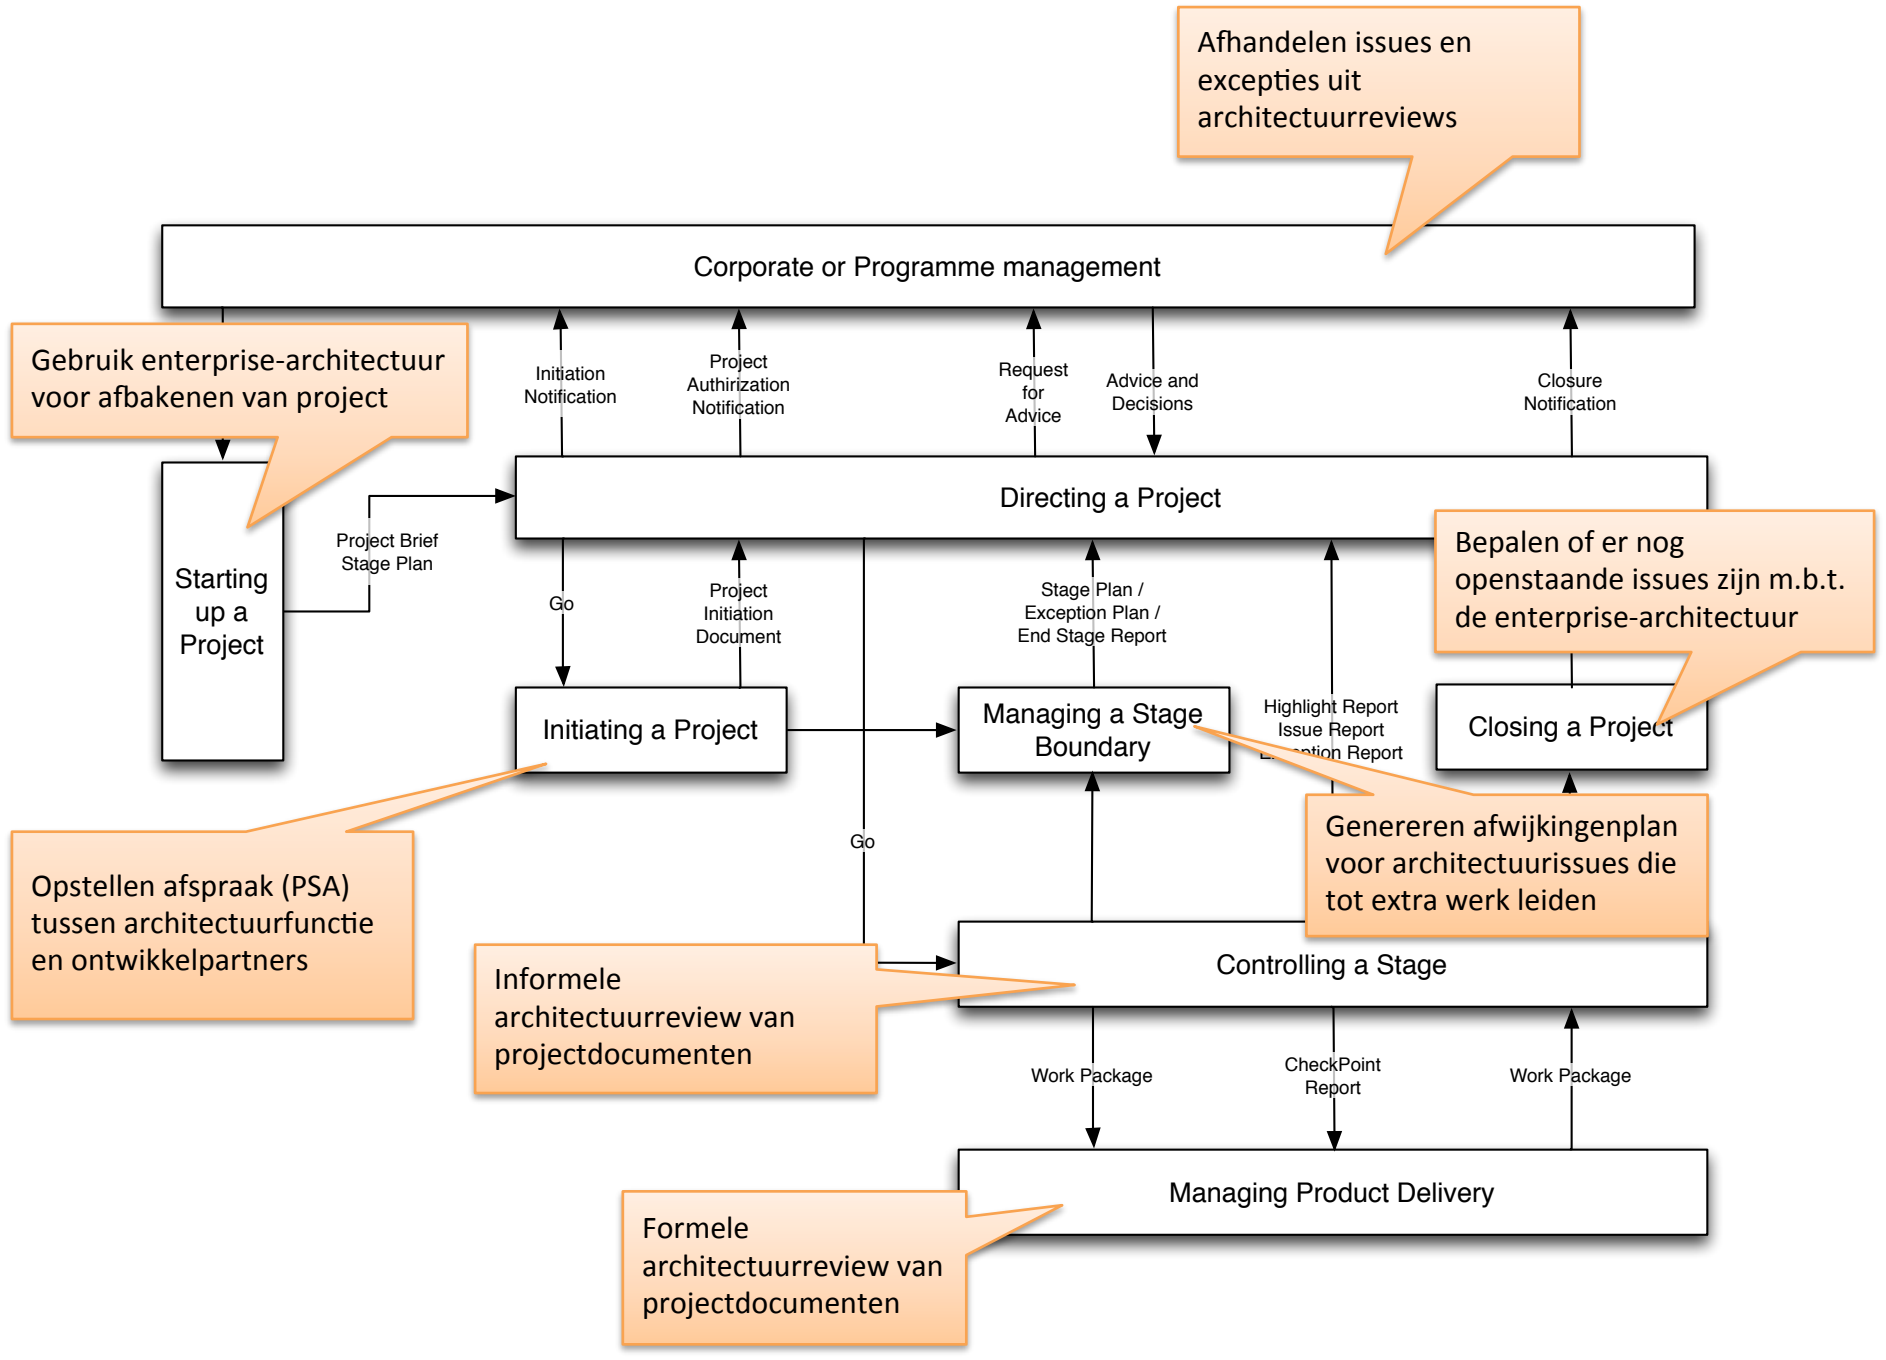 Afhandelen issues en
excepties uit
architectuurreviews
Corporate or Programme management
Gebruik enterprise-architectuur
voor afbakenen van project
Initiation
Notification
Project
Authirization
Notification
Request
for
Advice
Advice and
Decisions
Closure
Notification
Directing a Project
Project Brief
Stage Plan
Starting
up a
Project
Go
Project
Initiation
Document
Stage Plan /
Exception Plan /
End Stage Report
Bepalen of er nog
openstaande issues zijn m.b.t.
de enterprise-architectuur
Initiating a Project
Managing a Stage
Boundary
Highlight Report
Issue Report
Exception Report
Closing a Project
Go
Genereren afwijkingenplan
voor architectuurissues die
tot extra werk leiden
Opstellen afspraak (PSA)
tussen architectuurfunctie
en ontwikkelpartners
Informele
architectuurreview van
projectdocumenten
Controlling a Stage
Work Package
CheckPoint
Report
Work Package
Managing Product Delivery
Formele
architectuurreview van
projectdocumenten